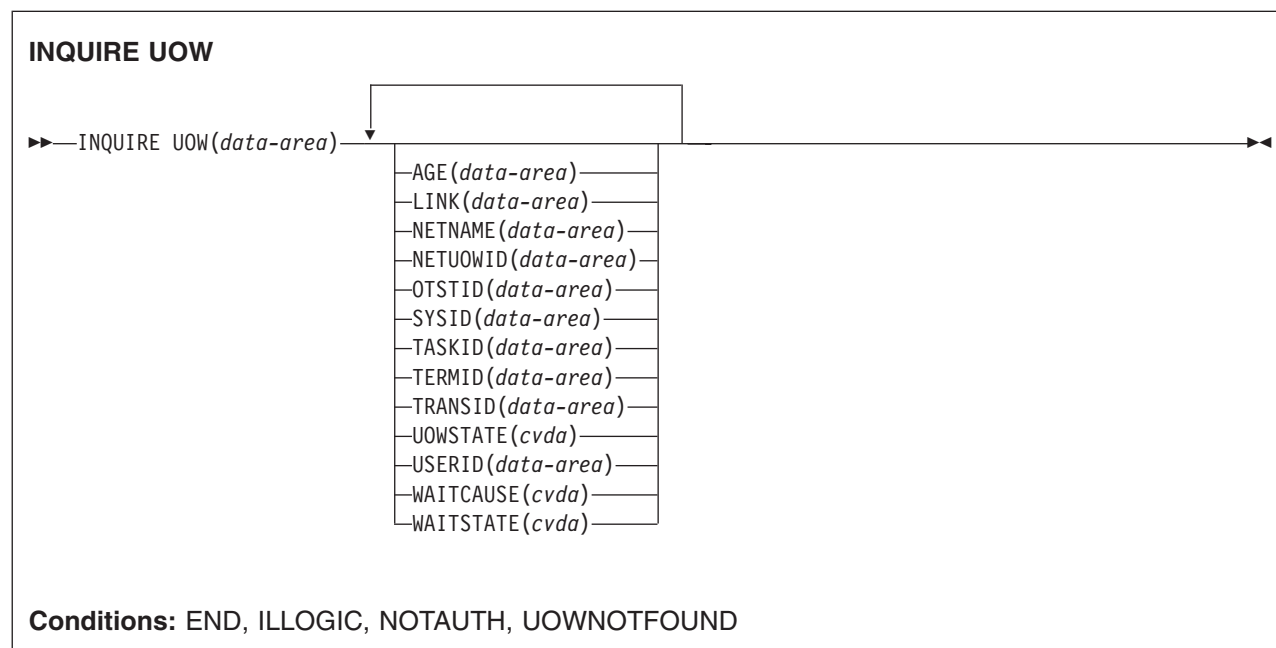 INQUIRE UOW
INQUIRE UOW(data-area)
AGE(data-area)
LINK(data-area)
NETNAME(data-area)
NETUOWID(data-area)
OTSTID(data-area)
SYSID(data-area)
TASKID(data-area)
TERMID(data-area)
TRANSID(data-area)
UOWSTATE(cvda)
USERID(data-area)
WAITCAUSE(cvda)
WAITSTATE(cvda)
Conditions: END, ILLOGIC, NOTAUTH, UOWNOTFOUND